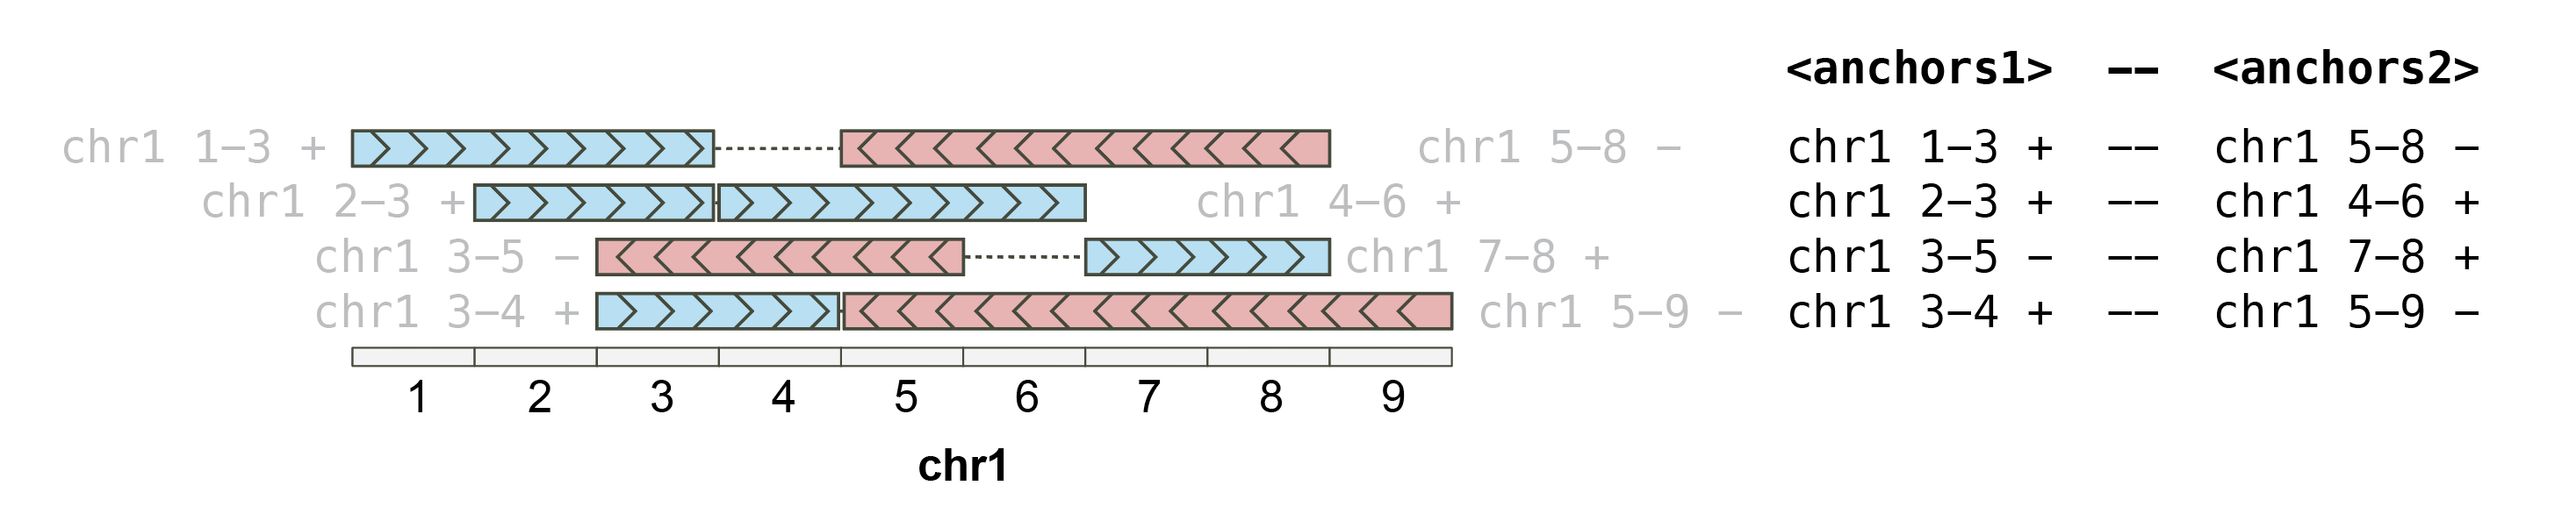 <anchors1> −− <anchors2>
chr1 1−3 + chr1 5−8 − chr1 1−3 + −− chr1 5−8 −
chr1 2−3 + chr1 4−6 + chr1 2−3 + −− chr1 4−6 +
chr1 3−5 − chr1 7−8 + chr1 3−5 − −− chr1 7−8 +
chr1 3−4 + chr1 5−9 − chr1 3−4 + −− chr1 5−9 −
1 2 3 4 5 6 7 8 9
chr1